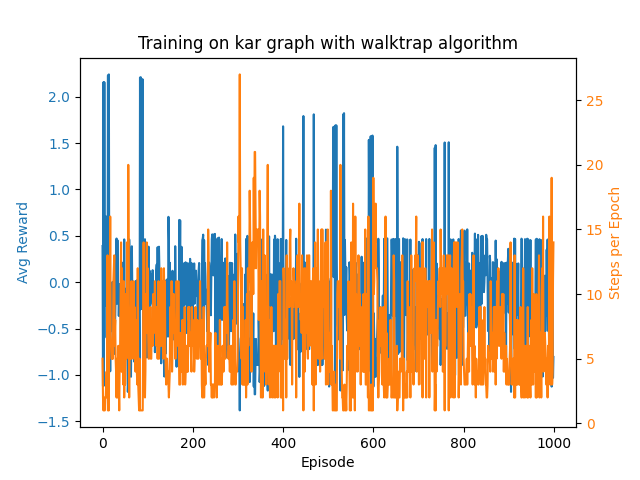 Training on kar graph with walktrap algorithm
Avg Reward
2.0
1.5
1.0
0.5
0.0
−0.5
−1.0
−1.5
25
20
15
10
5
0
Steps per Epoch
0 200 400 600 800 1000
Episode